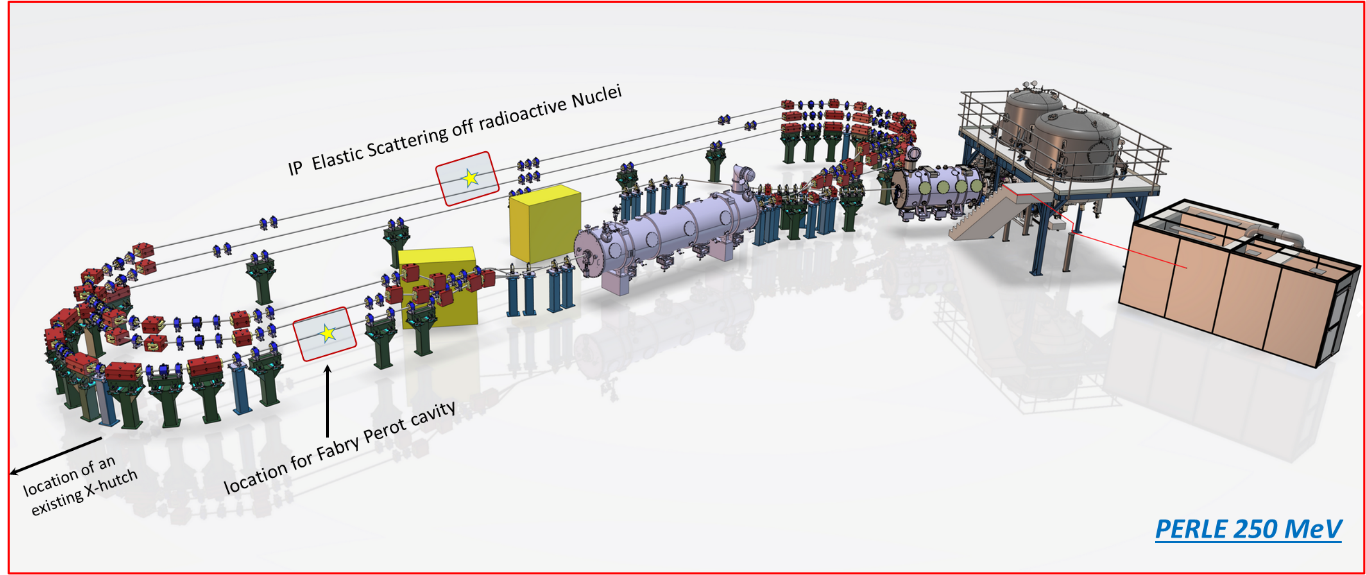 IP  Elastic Scattering off radioactive Nuclei
location for Fabry Perot cavity
location of an
existing X-hutch
PERLE 250 MeV